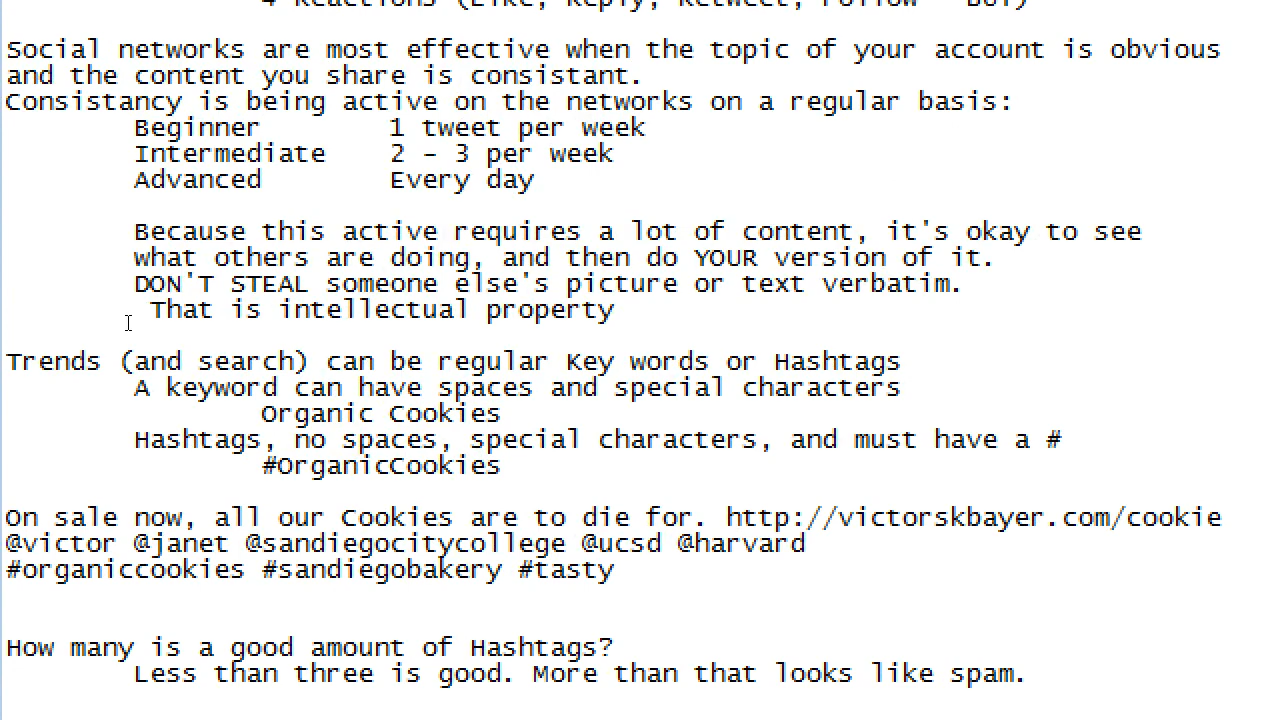 4 Reactions (Like, Reply, Retweet, Follow - BUY)
Social networks are most effective when the topic of your account is obvious
and the content you share is consistant.
Consistancy is being active on the networks on a regular basis:
Beginner 1 tweet per week
Intermediate 2 - 3 per week
Advanced Every day
Because this active requires a lot of content, it's okay to see
what others are doing, and then do YOUR version of it.
DON'T STEAL someone else's picture or text verbatim.
That is intellectual property
Trends (and search) can be regular Key words or Hashtags
A keyword can have spaces and special characters
Organic Cookies
Hashtags, no spaces, special characters, and must have a #
#OrganicCookies
On sale now, all our Cookies are to die for. http://victorskbayer.com/cookie
@victor @janet @sandiegocitycollege @ucsd @harvard
#organiccookies #sandiegobakery #tasty
How many is a good amount of Hashtags?
Less than three is good. More than that looks like spam.